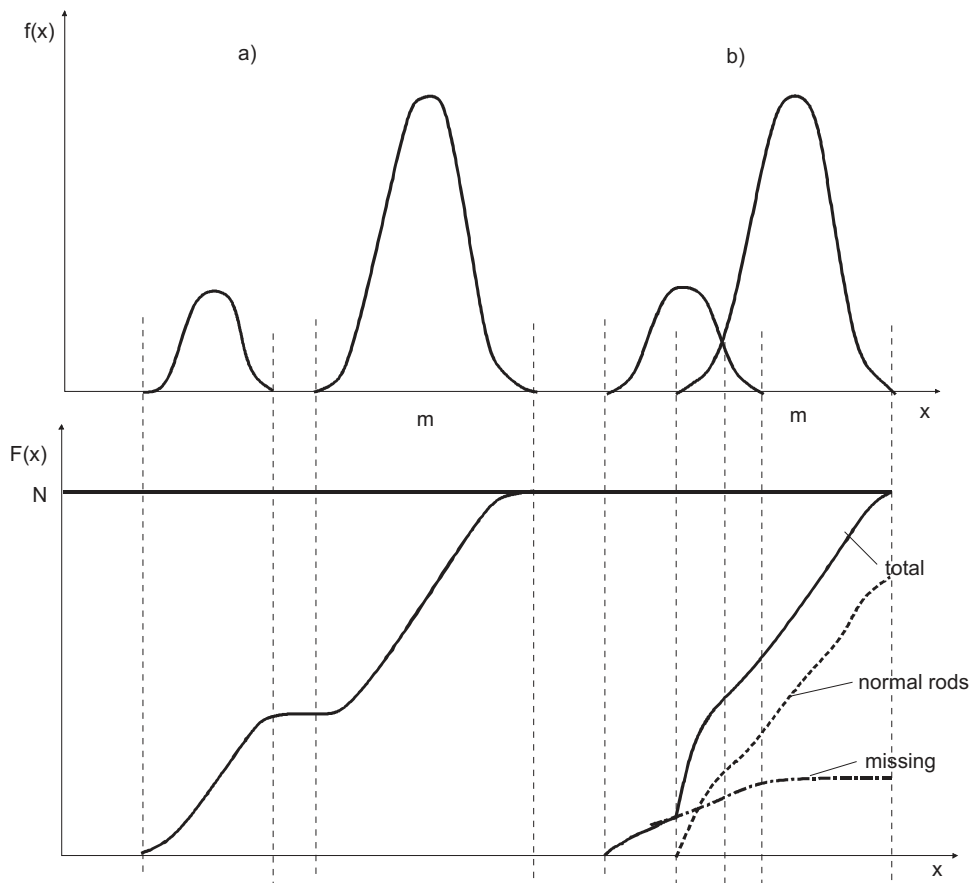 f(x)
a)
b)
m
m
x
F(x)
N
total
normal rods
missing
x